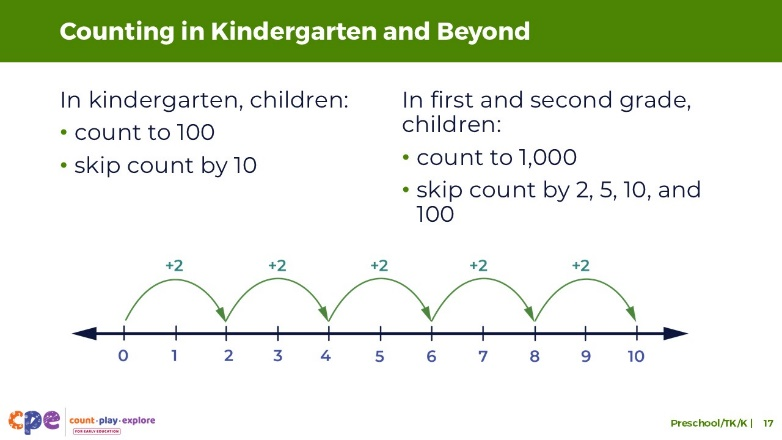 Counting in Kindergarten and Beyond
In kindergarten, children:
• count to 100
• skip count by 10
In first and second grade,
children:
• count to 1,000
• skip count by 2, 5, 10, and
100
+2 +2 +2 +2 +2
0 1 2 3 4 5 6 7 8 9 10
cpe
count·play·explore
FOR EARLY EDUCATION
Preschool/TK/K | 17